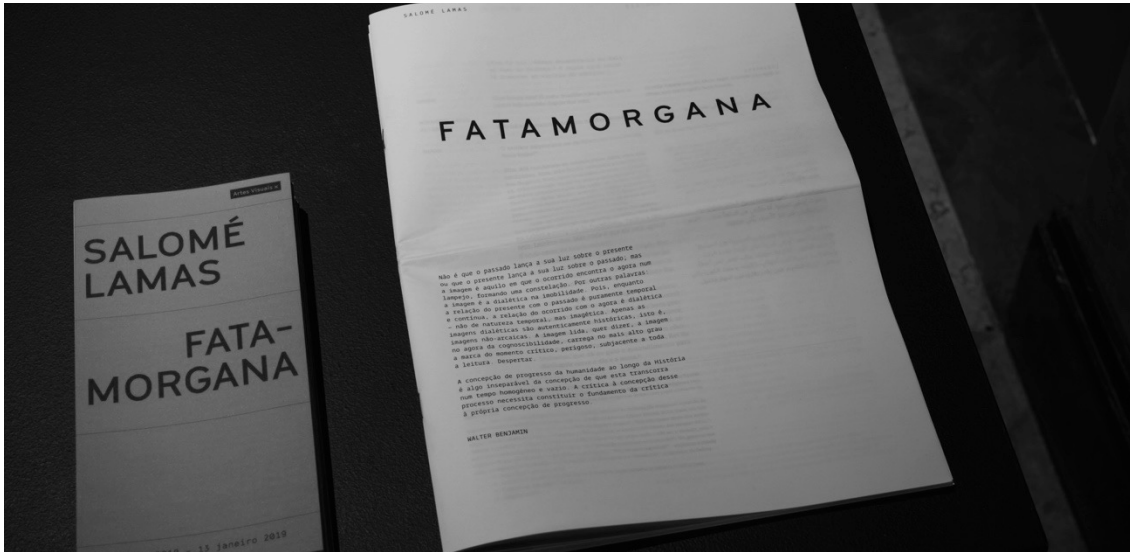 Artes Visuais
SALOMÉ
LAMAS
FATA-
MORGANA
15 janeiro 2019
SALOMÉ LAMAS
FATAMORGANA
Não é que o passado lança a sua luz sobre o presente
ou que o presente lança a sua luz sobre o passado, mas
a imagem é aquilo em que o ocorrido encontra o agora num
lampejo, formando uma constelação. Por outras palavras:
a imagem é a dialética na imobilidade. Pois, enquanto
a relação do presente com o passado é puramente temporal
e contínua, a relação do ocorrido com o agora é dialética
– não de natureza temporal, mas imagética. Apenas as
imagens dialéticas são autenticamente históricas, isto é,
imagens não-arcaicas. A imagem lida, ques dizer, a imagem
no agora da cognoscibilidade, carrega no mais alto grau
a marca do momento crítico, perigoso, subjacente a toda
a leitura. Despertar.
A concepção de progresso da humanidade ao longo da História
é algo inseparável da concepção de que esta transcorra
num tempo homogéneo e vazio. A crítica à concepção desse
processo necessita constituir o fundamento da crítica
à própria concepção de progresso.
WALTER BENJAMIN